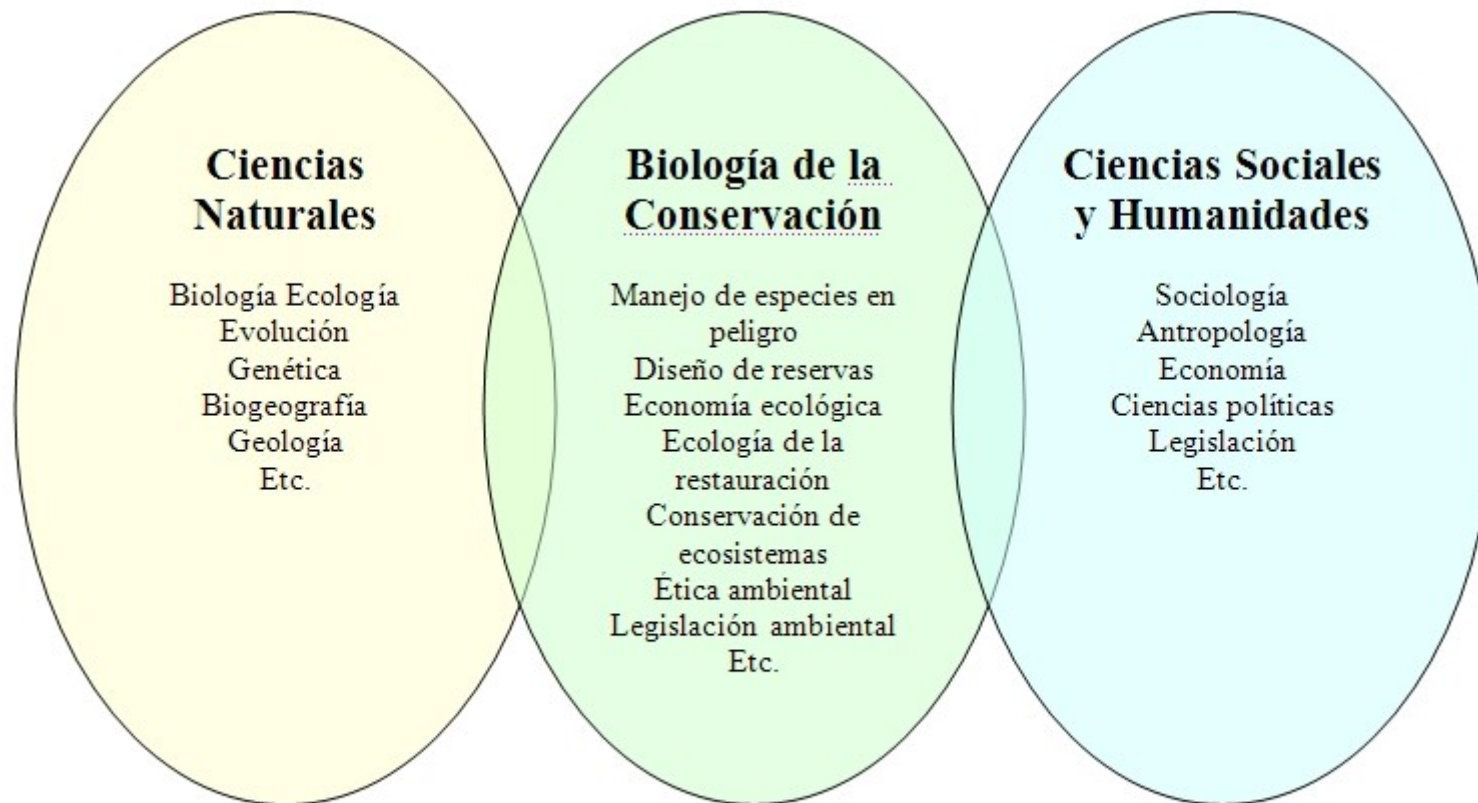 Ciencias
Naturales
Biología Ecología
Evolución
Genética
Biogeografía
Geología
Etc.
Biología de la
Conservación
Manejo de especies en
peligro
Diseño de reservas
Economía ecológica
Ecología de la
restauración
Conservación de
ecosistemas
Ética ambiental
Legislación ambiental
Etc.
Ciencias Sociales
y Humanidades
Sociología
Antropología
Economía
Ciencias políticas
Legislación
Etc.